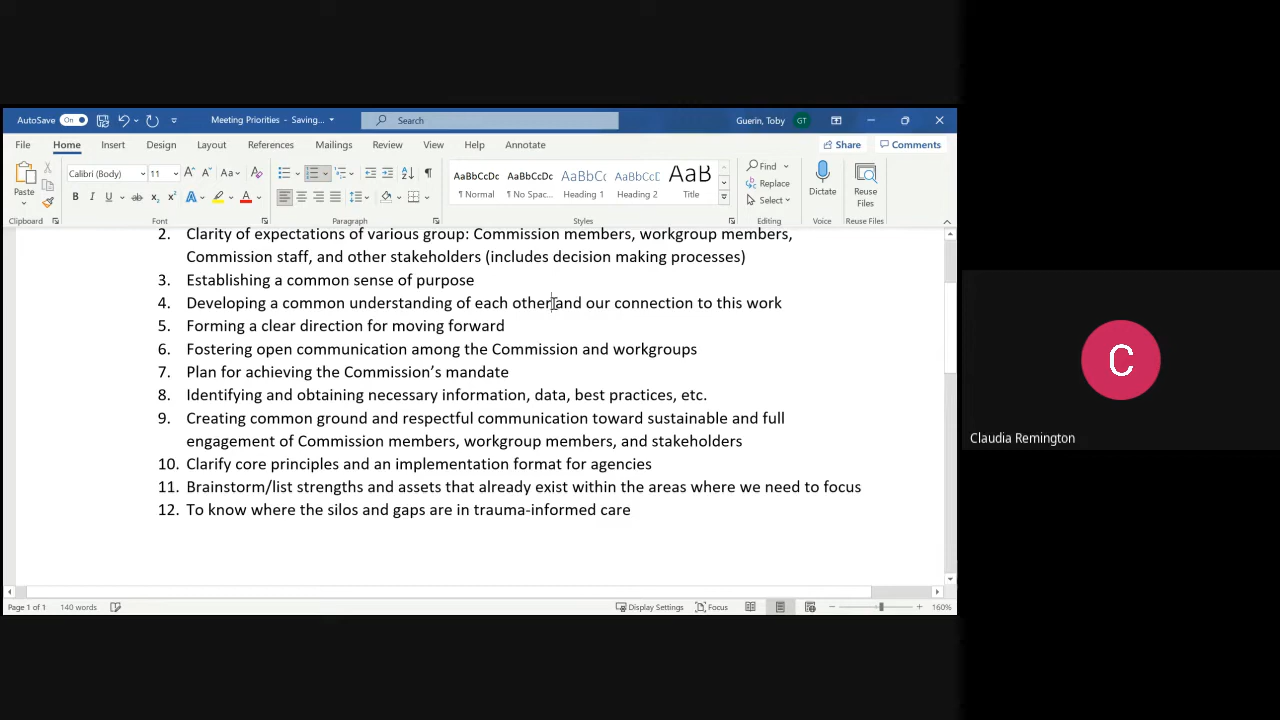 AutoSave On Meeting Priorities - Saving... Search Guerin, Toby GT
File Home Insert Design Layout References Mailings Review View Help Annotate Share Comments
Paste Calibri (Body) 11 A A Aa A ¶ AaBbCcDc AaBbCcDc AaBbCc AaBbCcE AaB Find Replace Select Dictate Reuse Files
B I U ab x₂ x² A A ¶ Normal ¶ No Spac... Heading 1 Heading 2 Title
Clipboard Font Paragraph Styles Editing Voice Reuse Files
2. Clarity of expectations of various group: Commission members, workgroup members,
Commission staff, and other stakeholders (includes decision making processes)
3. Establishing a common sense of purpose
4. Developing a common understanding of each other and our connection to this work
5. Forming a clear direction for moving forward
6. Fostering open communication among the Commission and workgroups
7. Plan for achieving the Commission's mandate
8. Identifying and obtaining necessary information, data, best practices, etc.
9. Creating common ground and respectful communication toward sustainable and full
engagement of Commission members, workgroup members, and stakeholders
10. Clarify core principles and an implementation format for agencies
11. Brainstorm/list strengths and assets that already exist within the areas where we need to focus
12. To know where the silos and gaps are in trauma-informed care
Page 1 of 1 140 words Display Settings Focus 160%
C
Claudia Remington